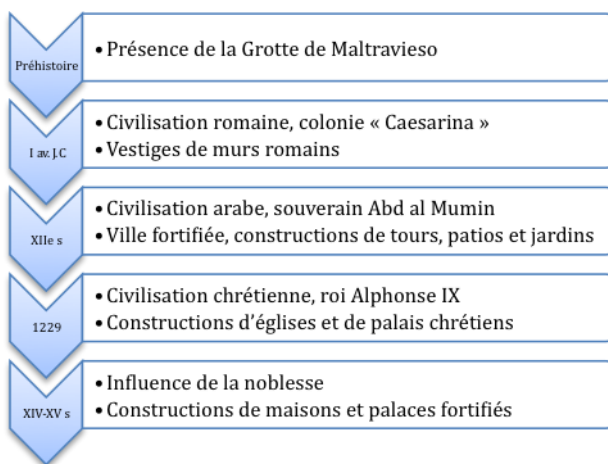 Préhistoire
• Présence de la Grotte de Maltravieso
I av. J.C
• Civilisation romaine, colonie « Caesarina »
• Vestiges de murs romains
XIIe s
• Civilisation arabe, souverain Abd al Mumin
• Ville fortifiée, constructions de tours, patios et jardins
1229
• Civilisation chrétienne, roi Alphonse IX
• Constructions d'églises et de palais chrétiens
XIV-XV s
• Influence de la noblesse
• Constructions de maisons et palaces fortifiés